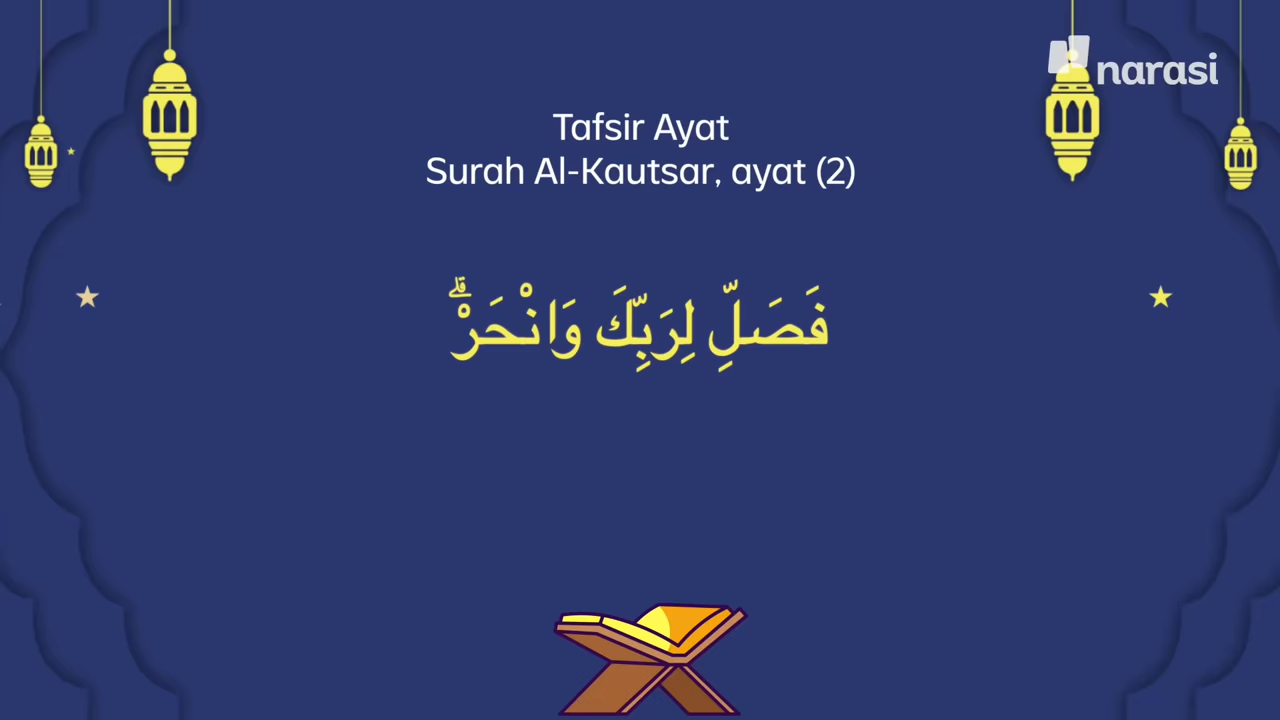 narasi
Tafsir Ayat
Surah Al-Kautsar, ayat (2)
فَصَلِّ لِرَبِّكَ وَانْحَرْۗ